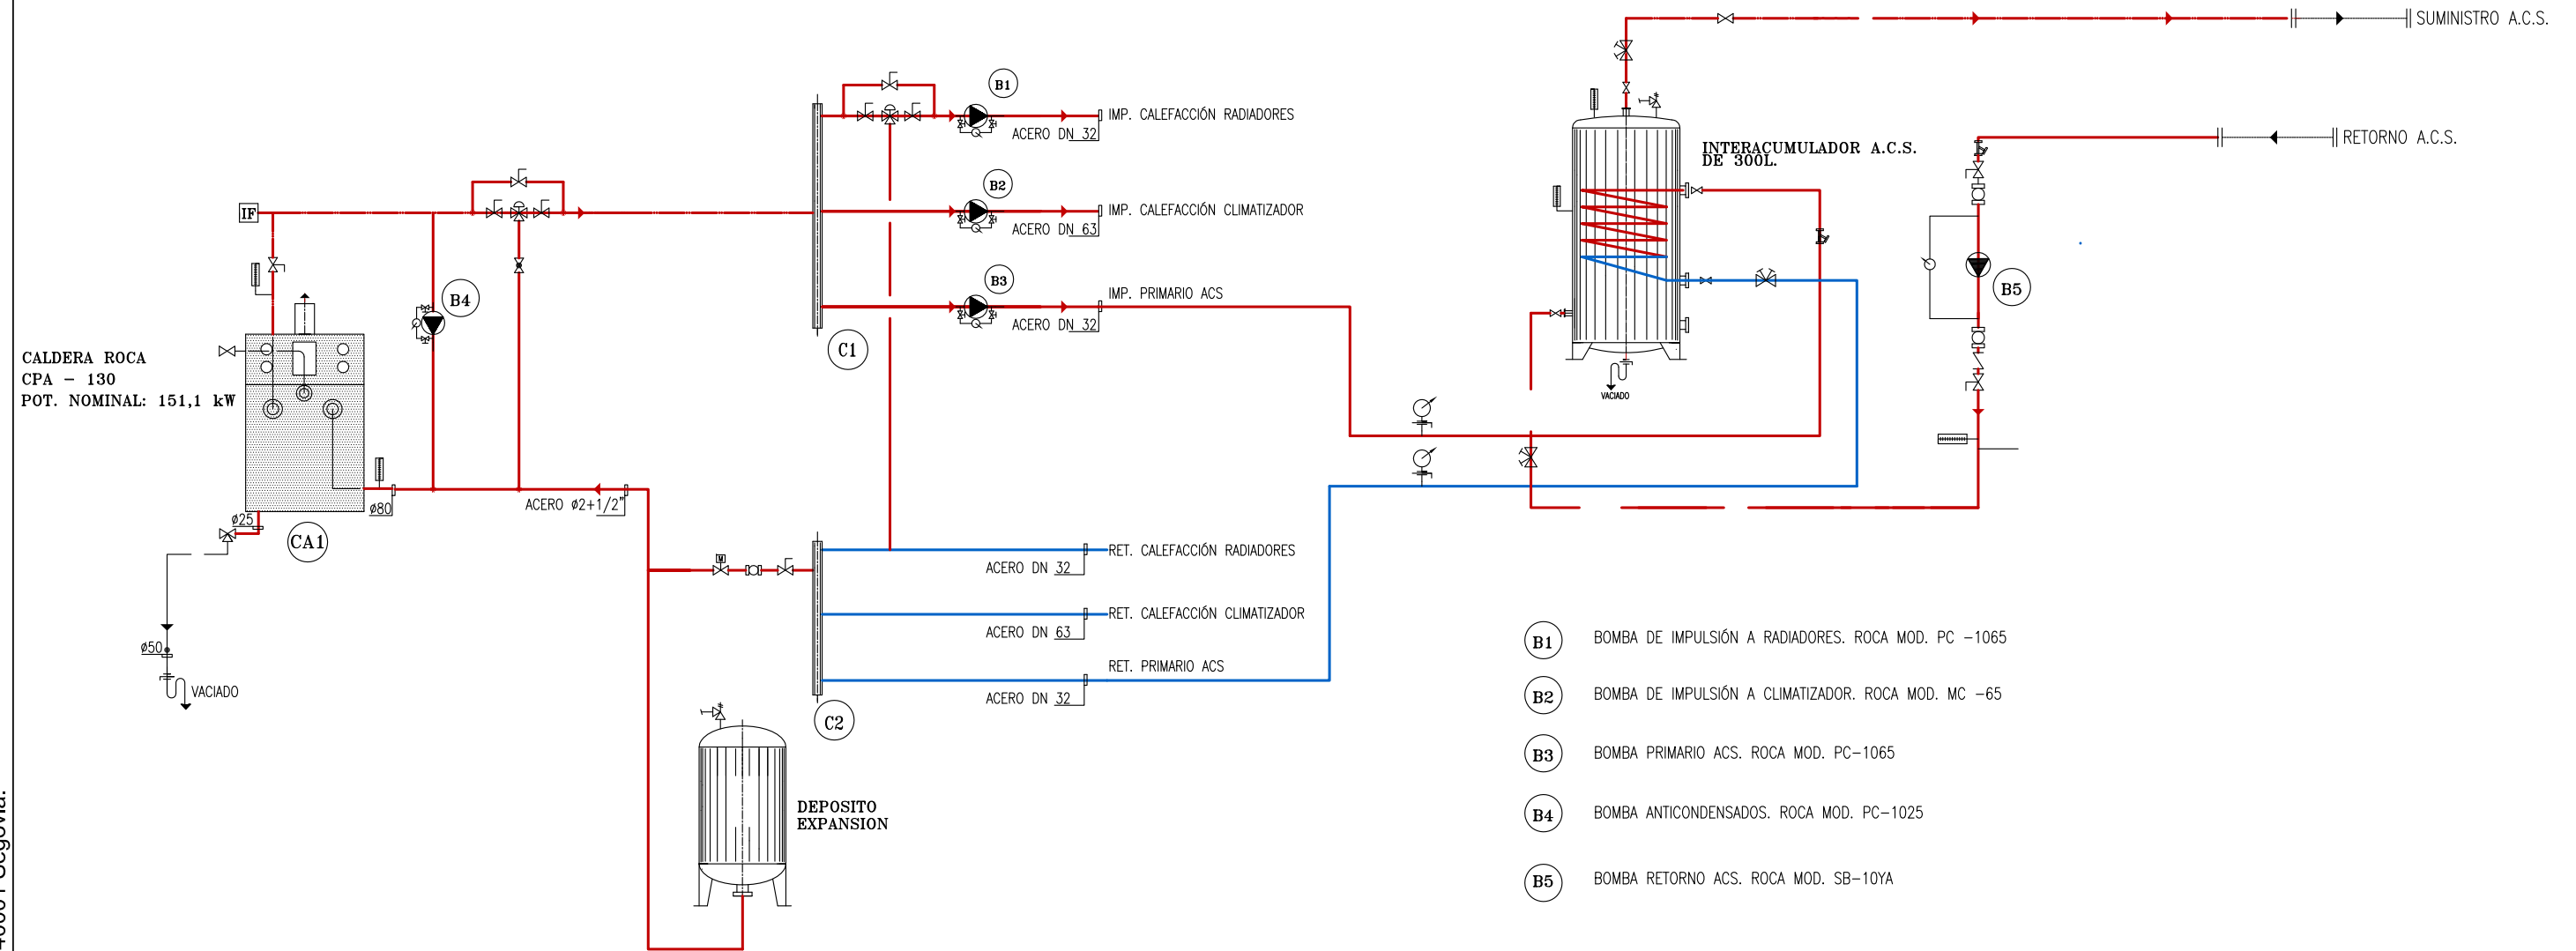 SUMINISTRO A.C.S.
B1
IMP. CALEFACCIÓN RADIADORES
ACERO DN 32
RETORNO A.C.S.
INTERACUMULADOR A.C.S.
DE 300L.
B2
IMP. CALEFACCIÓN CLIMATIZADOR
ACERO DN 63
IF
B3
IMP. PRIMARIO ACS
ACERO DN 32
B4
B5
C1
CALDERA ROCA
CPA - 130
POT. NOMINAL: 151,1 kW
VACIADO
ø80
ACERO ø2+1/2"
ø25
CA1
M
RET. CALEFACCIÓN RADIADORES
ACERO DN 32
RET. CALEFACCIÓN CLIMATIZADOR
ACERO DN 63
RET. PRIMARIO ACS
ACERO DN 32
C2
ø50
VACIADO
DEPOSITO
EXPANSION
B1 BOMBA DE IMPULSIÓN A RADIADORES. ROCA MOD. PC -1065
B2 BOMBA DE IMPULSIÓN A CLIMATIZADOR. ROCA MOD. MC -65
B3 BOMBA PRIMARIO ACS. ROCA MOD. PC-1065
B4 BOMBA ANTICONDENSADOS. ROCA MOD. PC-1025
B5 BOMBA RETORNO ACS. ROCA MOD. SB-10YA